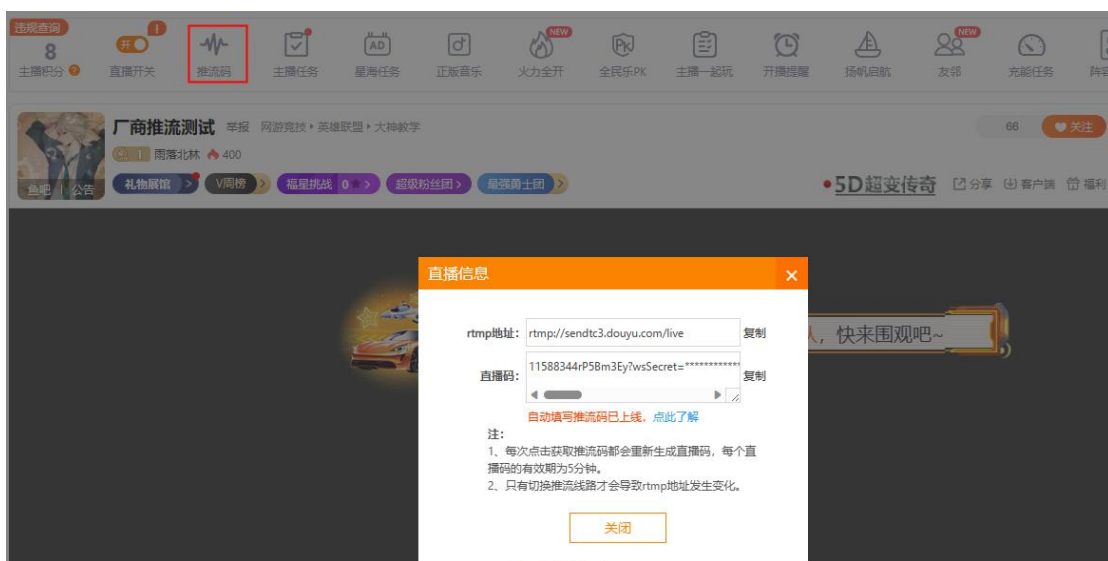 违规查询
8
主播积分
开
直播开关
推流码
主播任务
AD
星海任务
正版音乐
NEW
火力全开
PK
全民乐PK
主播一起玩
开播提醒
扬帆启航
NEW
友邻
充能任务
厂商推流测试 举报 网游竞技 英雄联盟 大神教学
66 关注
1 雨落北林 400
鱼吧 | 公告
礼物展馆 > V周榜 > 福星挑战 0 > 超级粉丝团 > 最强勇士团 >
5D超变传奇 分享 客户端 福利
直播信息
rtmp地址： rtmp://sendtc3.douyu.com/live 复制
，快来围观吧~
直播码： 11588344rP5Bm3Ey?wsSecret=************ 复制
自动填写推流码已上线，点此了解
注：
1、每次点击获取推流码都会重新生成直播码，每个直
播码的有效期为5分钟。
2、只有切换推流线路才会导致rtmp地址发生变化。
关闭